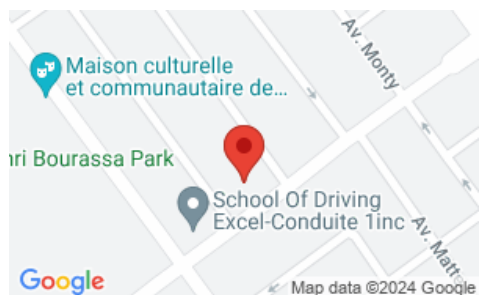 Av. Monty
Maison culturelle
et communautaire de...
nri Bourassa Park
School Of Driving
Excel-Conduite 1inc
Av. Matt
Google
Map data ©2024 Google